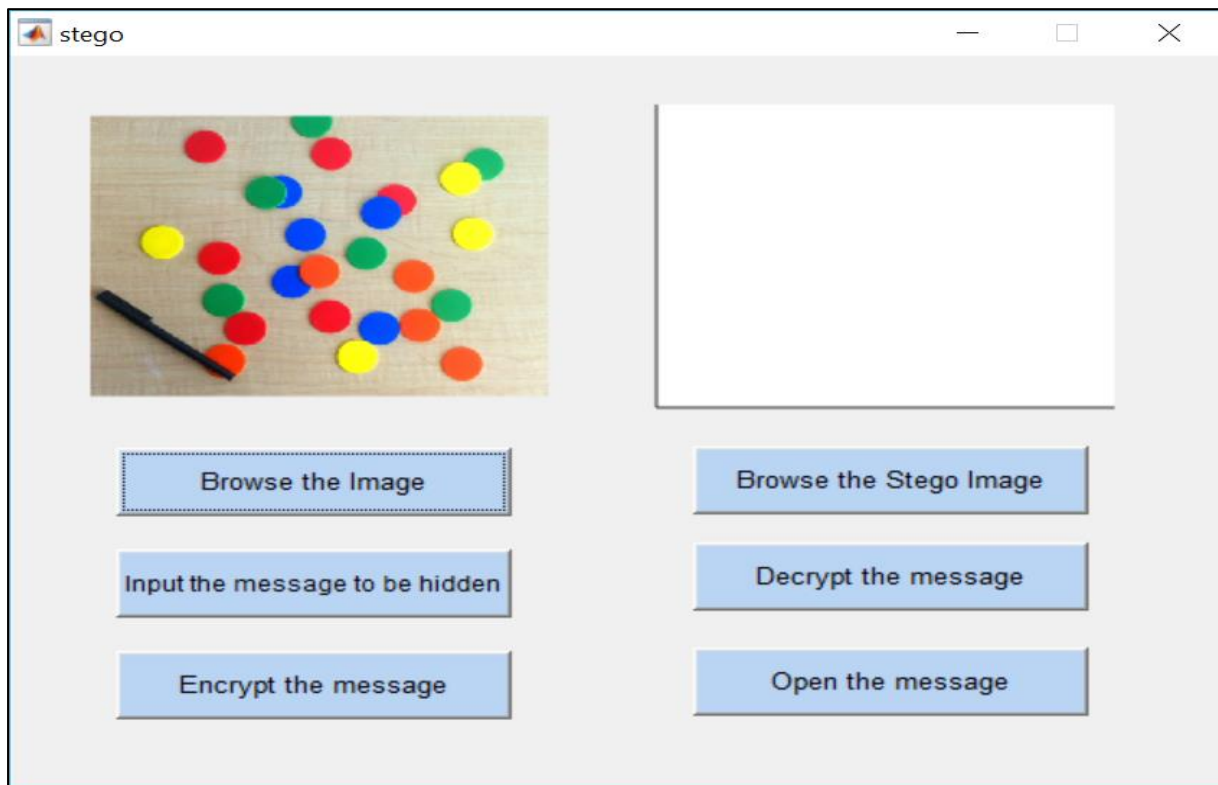 stego
Browse the Image
Input the message to be hidden
Encrypt the message
Browse the Stego Image
Decrypt the message
Open the message